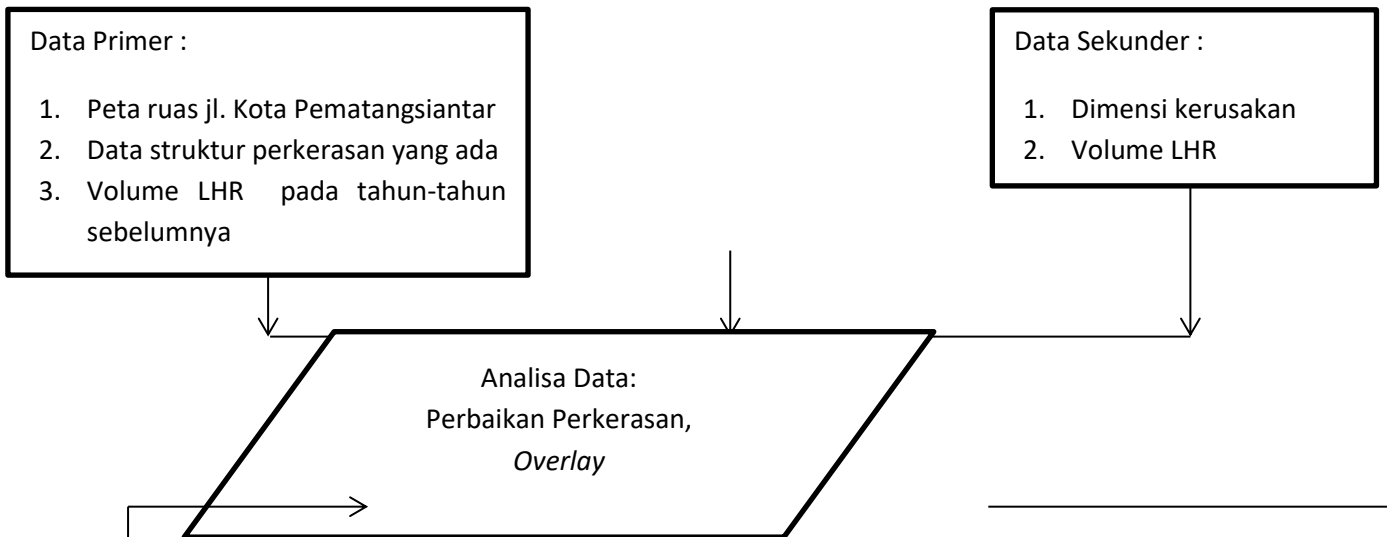 Data Primer :
1. Peta ruas jl. Kota Pematangsiantar
2. Data struktur perkerasan yang ada
3. Volume LHR pada tahun-tahun
sebelumnya
Data Sekunder :
1. Dimensi kerusakan
2. Volume LHR
Analisa Data:
Perbaikan Perkerasan,
Overlay